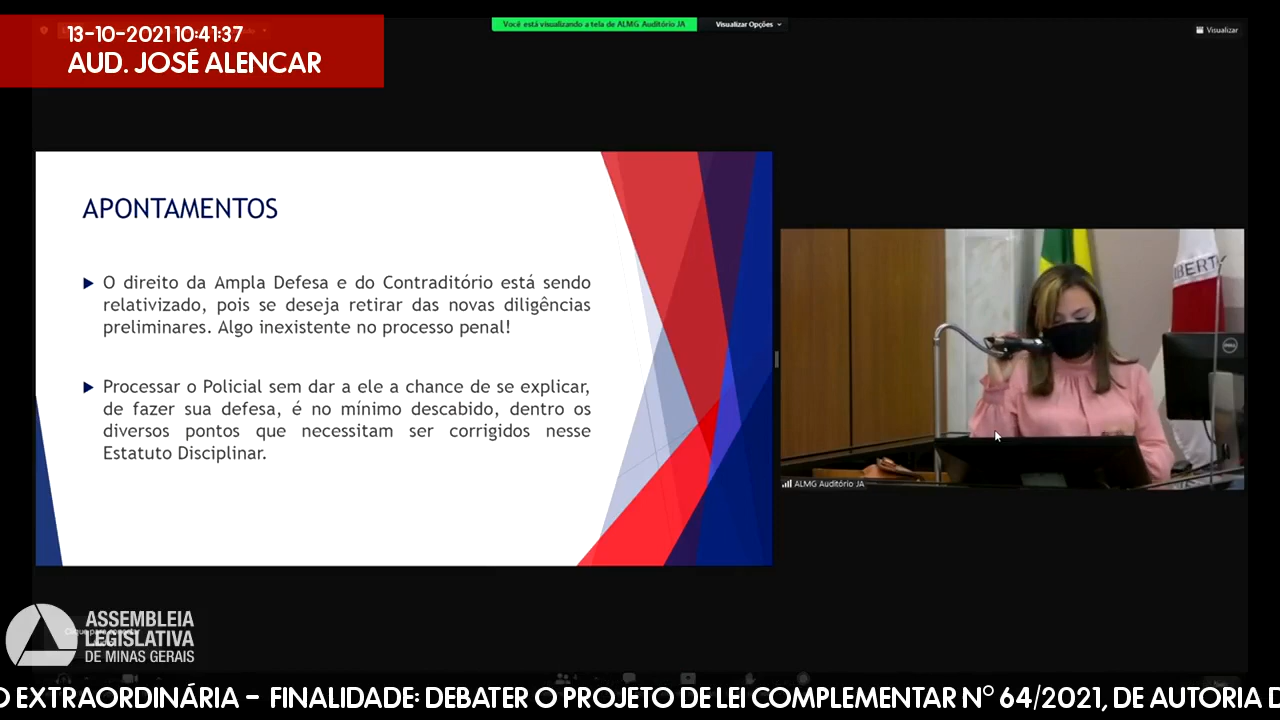 13-10-2021 10:41:37
AUD. JOSÉ ALENCAR
Você está visualizando a tela de ALMG Auditório JA
Visualizar Opções
Visualizar
APONTAMENTOS
O direito da Ampla Defesa e do Contraditório está sendo
relativizado, pois se deseja retirar das novas diligências
preliminares. Algo inexistente no processo penal!
Processar o Policial sem dar a ele a chance de se explicar,
de fazer sua defesa, é no mínimo descabido, dentro os
diversos pontos que necessitam ser corrigidos nesse
Estatuto Disciplinar.
IBERT
DELL
ALMG Auditório JA
ASSEMBLEIA
LEGISLATIVA
DE MINAS GERAIS
O EXTRAORDINÁRIA - FINALIDADE: DEBATER O PROJETO DE LEI COMPLEMENTAR Nº 64/2021, DE AUTORIA D